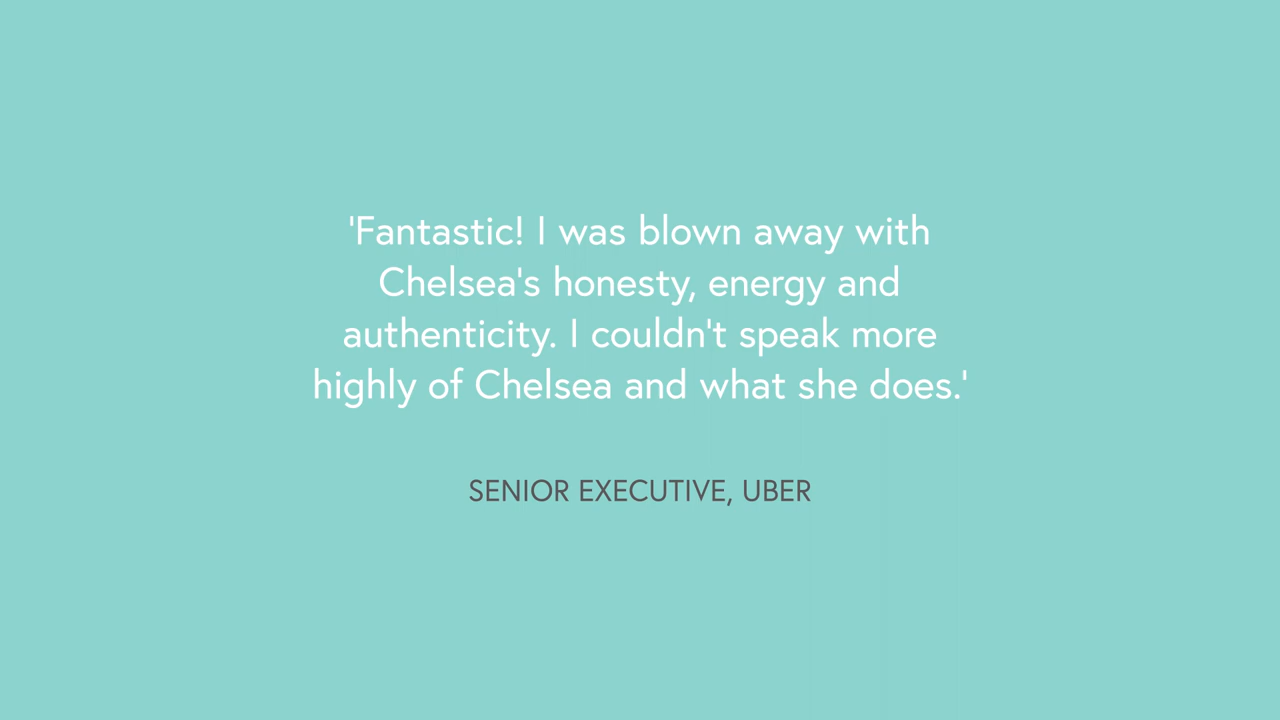 'Fantastic! I was blown away with
Chelsea's honesty, energy and
authenticity. I couldn't speak more
highly of Chelsea and what she does.'
SENIOR EXECUTIVE, UBER